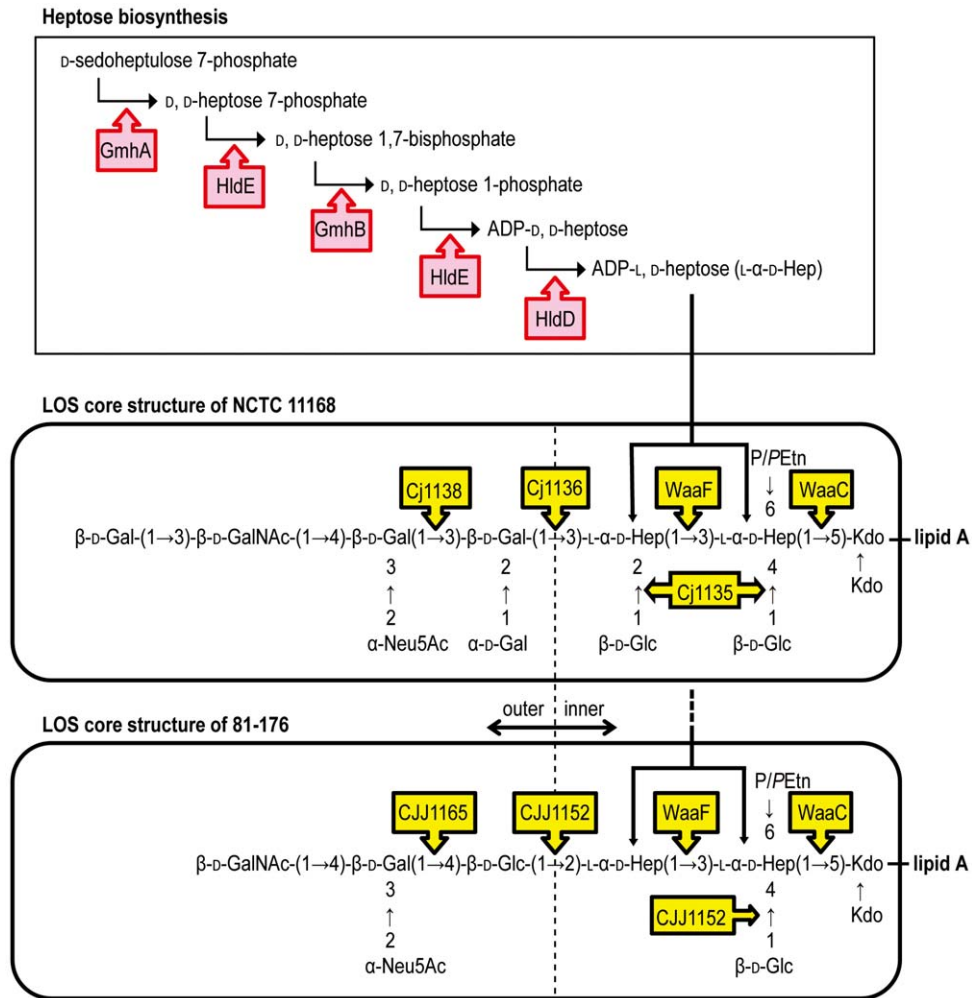 Heptose biosynthesis
D-sedoheptulose 7-phosphate
D, D-heptose 7-phosphate
GmhA
D, D-heptose 1,7-bisphosphate
HldE
D, D-heptose 1-phosphate
GmhB
ADP-D, D-heptose
HldE
ADP-L, D-heptose (L-α-D-Hep)
HldD
LOS core structure of NCTC 11168
P/PEtn
Cj1138 Cj1136 WaaF ↓ WaaC
6
β-D-Gal-(1→3)-β-D-GalNAc-(1→4)-β-D-Gal(1→3)-β-D-Gal-(1→3)-L-α-D-Hep(1→3)-L-α-D-Hep(1→5)-Kdo lipid A
3 2 2 4 ↑
↑ ↑ ↑ Cj1135 ↑ Kdo
2 1 1 1
α-Neu5Ac α-D-Gal β-D-Glc β-D-Glc
outer inner
LOS core structure of 81-176
P/PEtn
CJJ1165 CJJ1152 WaaF ↓ WaaC
6
β-D-GalNAc-(1→4)-β-D-Gal(1→4)-β-D-Glc-(1→2)-L-α-D-Hep(1→3)-L-α-D-Hep(1→5)-Kdo lipid A
3 4 ↑
↑ CJJ1152 ↑ Kdo
2 1
α-Neu5Ac β-D-Glc